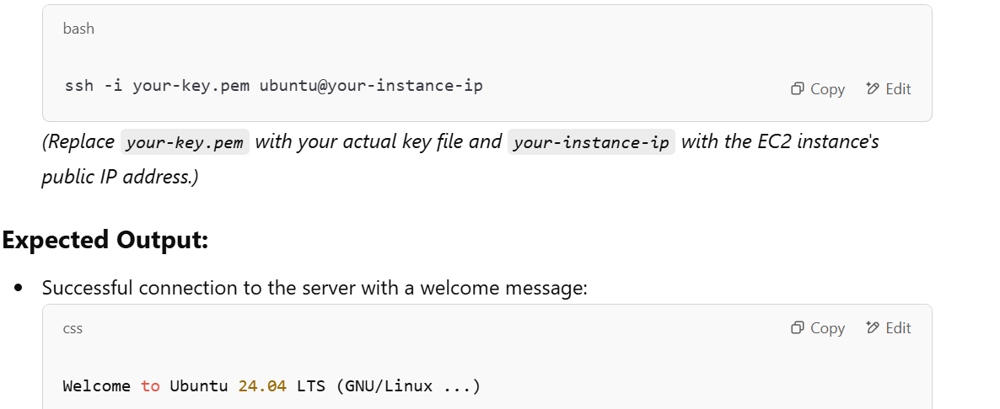 bash
ssh -i your-key.pem ubuntu@your-instance-ip
Copy Edit
(Replace your-key.pem with your actual key file and your-instance-ip with the EC2 instance's
public IP address.)
Expected Output:
Successful connection to the server with a welcome message:
css
Copy Edit
Welcome to Ubuntu 24.04 LTS (GNU/Linux ...)